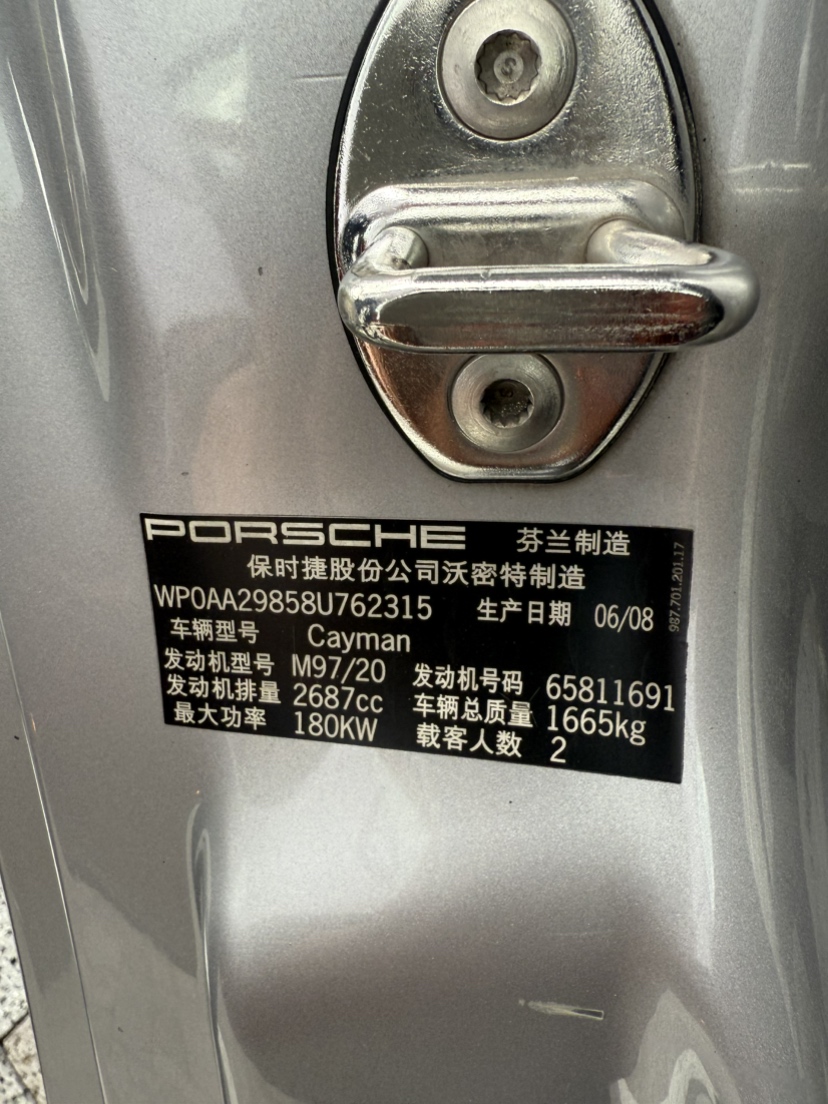 PORSCHE 芬兰制造
保时捷股份公司沃密特制造
WP0AA29858U762315 生产日期 06/08
车辆型号 Cayman
发动机型号 M97/20 发动机号码 65811691
发动机排量 2687cc 车辆总质量 1665kg
最大功率 180KW 载客人数 2
987.701.201.17